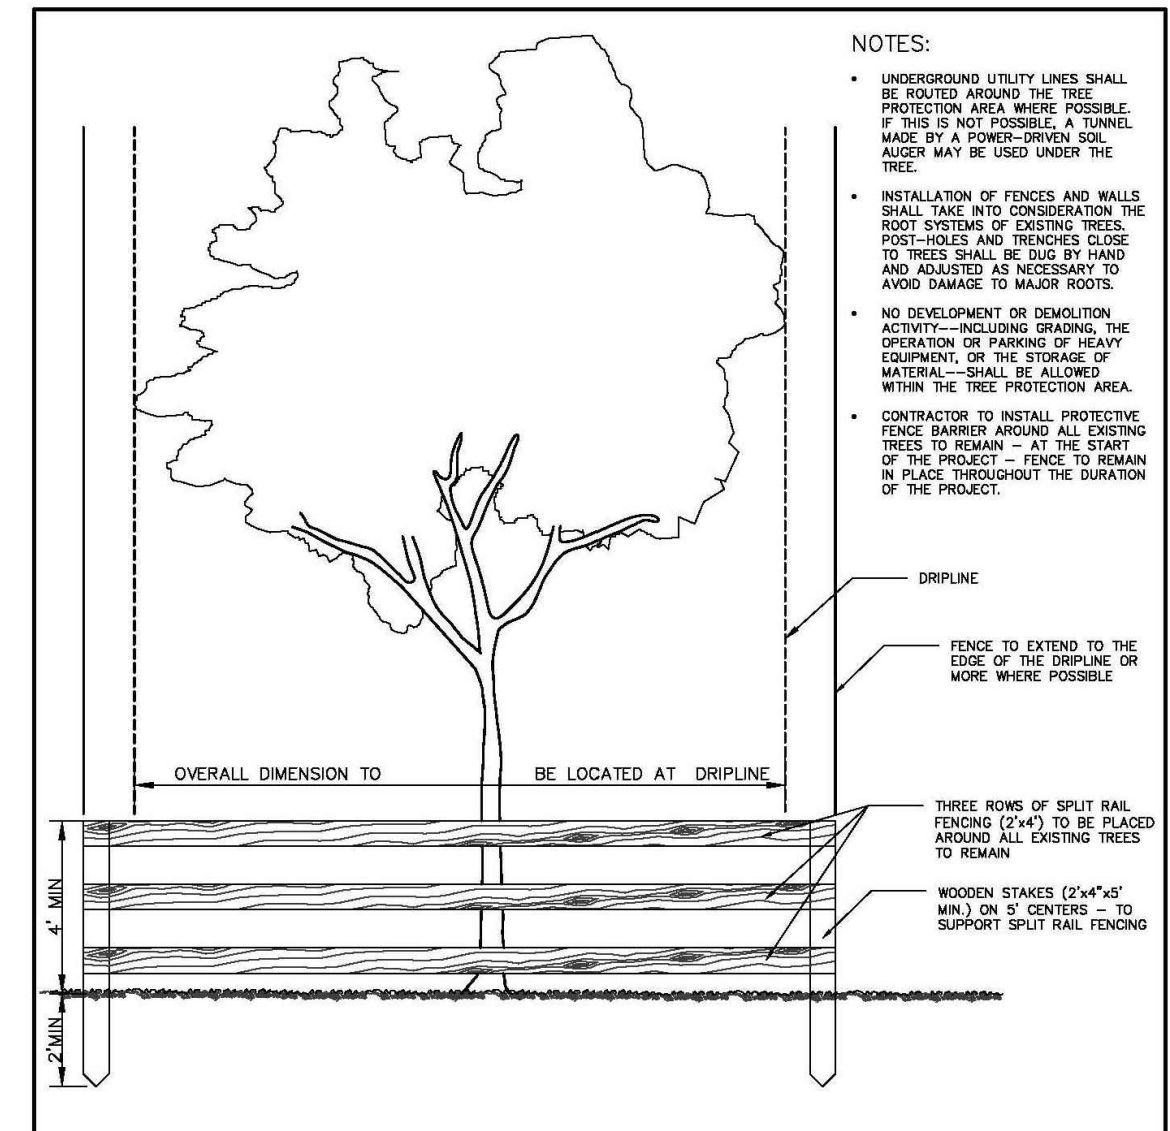 NOTES:
• UNDERGROUND UTILITY LINES SHALL
BE ROUTED AROUND THE TREE
PROTECTION AREA WHERE POSSIBLE.
IF THIS IS NOT POSSIBLE, A TUNNEL
MADE BY A POWER-DRIVEN SOIL
AUGER MAY BE USED UNDER THE
TREE.
• INSTALLATION OF FENCES AND WALLS
SHALL TAKE INTO CONSIDERATION THE
ROOT SYSTEMS OF EXISTING TREES.
POST-HOLES AND TRENCHES CLOSE
TO TREES SHALL BE DUG BY HAND
AND ADJUSTED AS NECESSARY TO
AVOID DAMAGE TO MAJOR ROOTS.
• NO DEVELOPMENT OR DEMOLITION
ACTIVITY--INCLUDING GRADING, THE
OPERATION OR PARKING OF HEAVY
EQUIPMENT, OR THE STORAGE OF
MATERIAL--SHALL BE ALLOWED
WITHIN THE TREE PROTECTION AREA.
• CONTRACTOR TO INSTALL PROTECTIVE
FENCE BARRIER AROUND ALL EXISTING
TREES TO REMAIN - AT THE START
OF THE PROJECT - FENCE TO REMAIN
IN PLACE THROUGHOUT THE DURATION
OF THE PROJECT.
DRIPLINE
FENCE TO EXTEND TO THE
EDGE OF THE DRIPLINE OR
MORE WHERE POSSIBLE
OVERALL DIMENSION TO BE LOCATED AT DRIPLINE
THREE ROWS OF SPLIT RAIL
FENCING (2'x4') TO BE PLACED
AROUND ALL EXISTING TREES
TO REMAIN
WOODEN STAKES (2'x4"x5'
MIN.) ON 5' CENTERS - TO
SUPPORT SPLIT RAIL FENCING
4' MIN
2'MIN